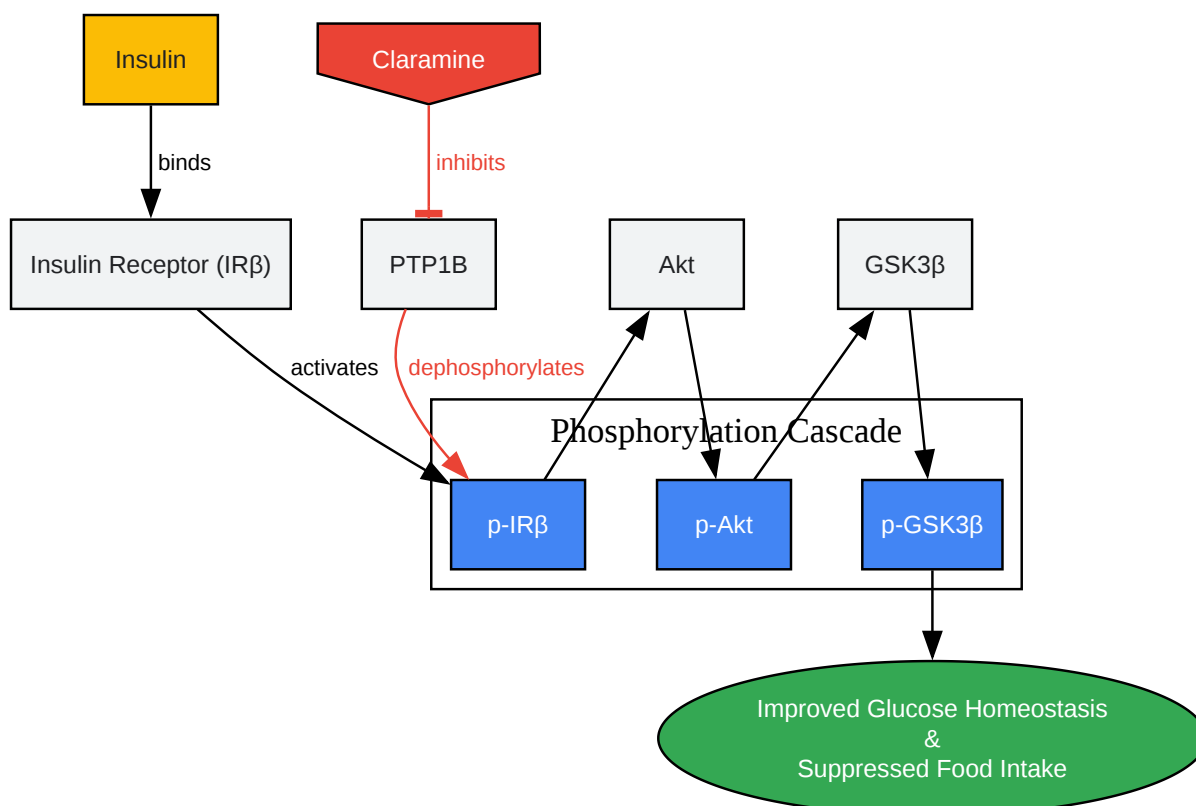 Insulin
Claramine
binds
inhibits
Insulin Receptor (IRβ)
PTP1B
Akt
GSK3β
activates
dephosphorylates
Phosphorylation Cascade
p-IRβ
p-Akt
p-GSK3β
Improved Glucose Homeostasis
&
Suppressed Food Intake